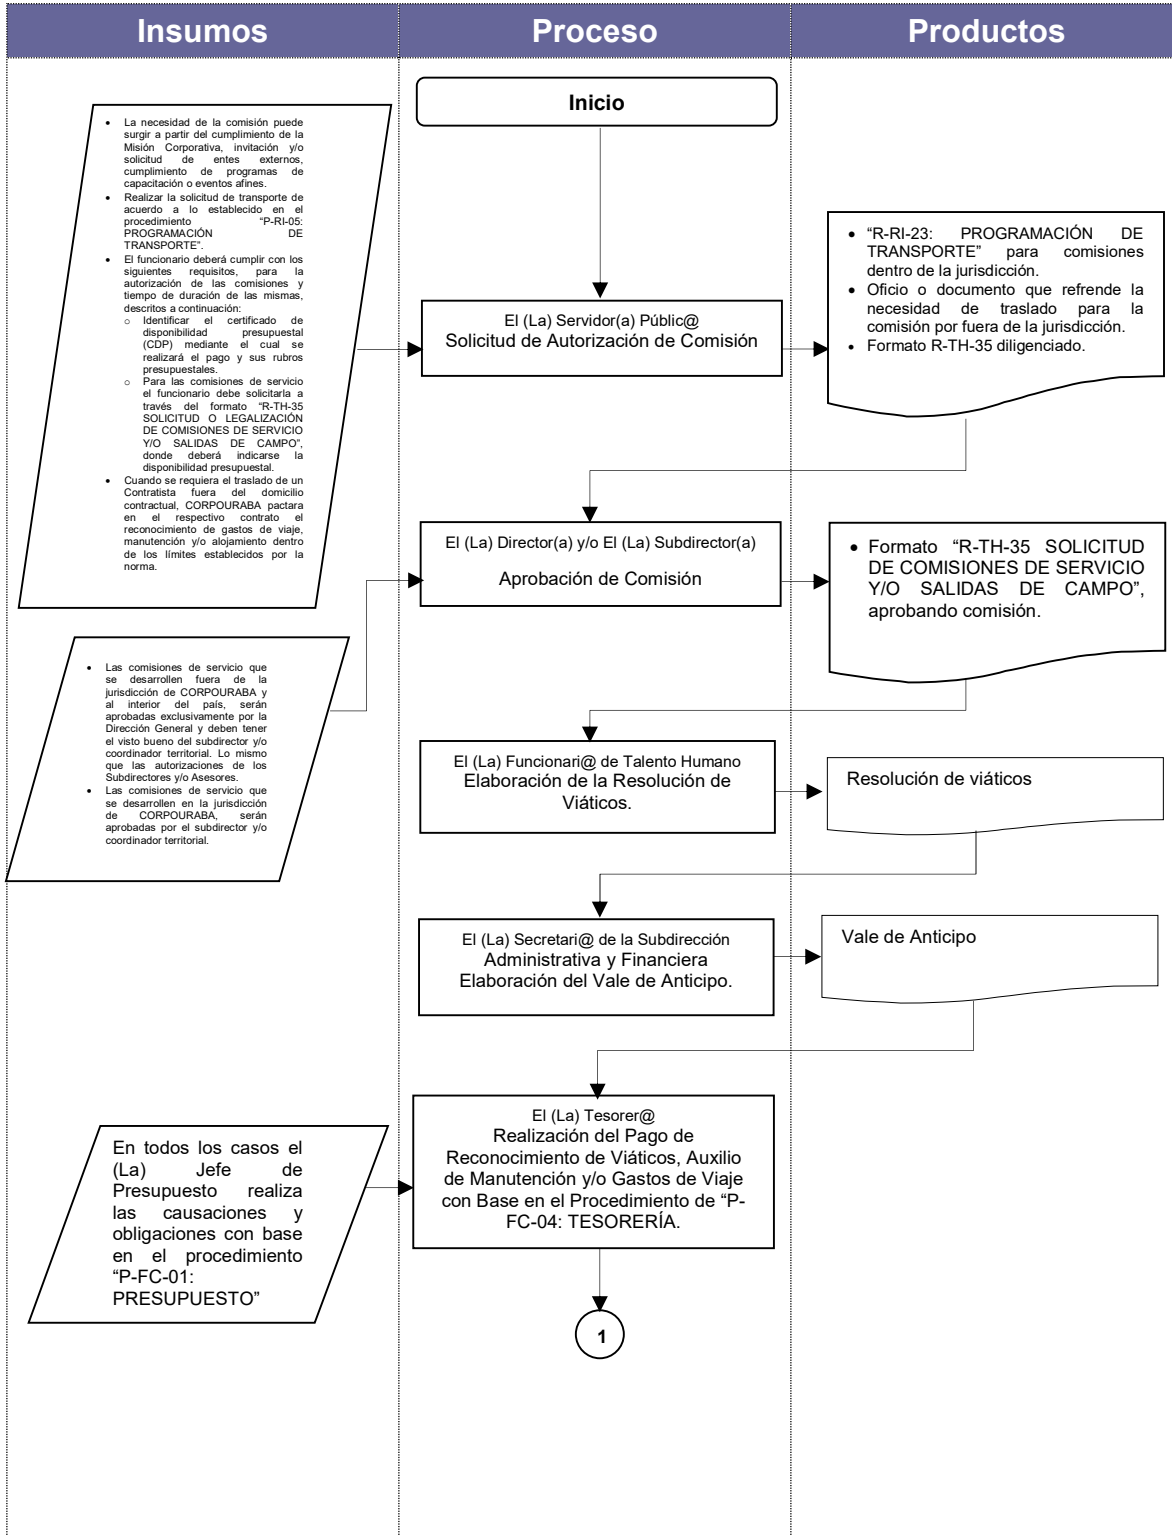 Insumos
Proceso
Productos
Inicio
• La necesidad de la comisión puede
surgir a partir del cumplimiento de la
Misión Corporativa, invitación y/o
solicitud de entes externos,
cumplimiento de programas de
capacitación o eventos afines.
• Realizar la solicitud de transporte de
acuerdo a lo establecido en el
procedimiento "P-RI-05:
PROGRAMACIÓN DE
TRANSPORTE".
• El funcionario deberá cumplir con los
siguientes requisitos, para la
autorización de las comisiones y
tiempo de duración de las mismas,
descritos a continuación:
o Identificar el certificado de
disponibilidad presupuestal
(CDP) mediante el cual se
realizará el pago y sus rubros
presupuestales.
o Para las comisiones de servicio
el funcionario debe solicitarla a
través del formato "R-TH-35
SOLICITUD O LEGALIZACIÓN
DE COMISIONES DE SERVICIO
Y/O SALIDAS DE CAMPO",
donde deberá indicarse la
disponibilidad presupuestal.
• Cuando se requiera el traslado de un
Contratista fuera del domicilio
contractual, CORPOURABA pactara
en el respectivo contrato el
reconocimiento de gastos de viaje,
manutención y/o alojamiento dentro
de los límites establecidos por la
norma.
El (La) Servidor(a) Públic@
Solicitud de Autorización de Comisión
• "R-RI-23: PROGRAMACIÓN DE
TRANSPORTE" para comisiones
dentro de la jurisdicción.
• Oficio o documento que refrende la
necesidad de traslado para la
comisión por fuera de la jurisdicción.
• Formato R-TH-35 diligenciado.
El (La) Director(a) y/o El (La) Subdirector(a)
Aprobación de Comisión
• Formato "R-TH-35 SOLICITUD
DE COMISIONES DE SERVICIO
Y/O SALIDAS DE CAMPO",
aprobando comisión.
• Las comisiones de servicio que
se desarrollen fuera de la
jurisdicción de CORPOURABA y
al interior del país, serán
aprobadas exclusivamente por la
Dirección General y deben tener
el visto bueno del subdirector y/o
coordinador territorial. Lo mismo
que las autorizaciones de los
Subdirectores y/o Asesores.
• Las comisiones de servicio que
se desarrollen en la jurisdicción
de CORPOURABA, serán
aprobadas por el subdirector y/o
coordinador territorial.
El (La) Funcionari@ de Talento Humano
Elaboración de la Resolución de
Viáticos.
Resolución de viáticos
El (La) Secretari@ de la Subdirección
Administrativa y Financiera
Elaboración del Vale de Anticipo.
Vale de Anticipo
En todos los casos el
(La) Jefe de
Presupuesto realiza
las causaciones y
obligaciones con base
en el procedimiento
"P-FC-01:
PRESUPUESTO"
El (La) Tesorer@
Realización del Pago de
Reconocimiento de Viáticos, Auxilio
de Manutención y/o Gastos de Viaje
con Base en el Procedimiento de "P-
FC-04: TESORERÍA.
1